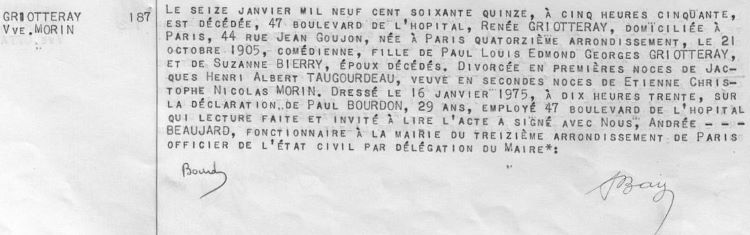 GRIOTTERAY 187
Vve.MORIN
LE SEIZE JANVIER MIL NEUF CENT SOIXANTE QUINZE, À CINQ HEURES CINQUANTE,
EST DÉCÉDÉE, 47 BOULEVARD DE L'HOPITAL, RENÉE GRIOTTERAY, DOMICILIÉE À
PARIS, 44 RUE JEAN GOUJON, NÉE À PARIS QUATORZIÈME ARRONDISSEMENT, LE 21
OCTOBRE 1905, COMÉDIENNE, FILLE DE PAUL LOUIS EDMOND GEORGES GRIOTTERAY,
ET DE SUZANNE BIERRY, ÉPOUX DÉCÉDÉS. DIVORCÉE EN PREMIÈRES NOCES DE JAC-
QUES HENRI ALBERT TAUGOURDEAU, VEUVE EN SECONDES NOCES DE ETIENNE CHRIS-
TOPHE NICOLAS MORIN. DRESSÉ LE 16 JANVIER 1975, À DIX HEURES TRENTE, SUR
LA DÉCLARATION DE PAUL BOURDON, 29 ANS, EMPLOYÉ 47 BOULEVARD DE L'HOPITAL
QUI LECTURE FAITE ET INVITÉ À LIRE L'ACTE A SIGNÉ AVEC NOUS, ANDRÉE - - -
BEAUJARD, FONCTIONNAIRE À LA MAIRIE DU TREIZIÈME ARRONDISSEMENT DE PARIS
OFFICIER DE L'ÉTAT CIVIL PAR DÉLÉGATION DU MAIRE*: